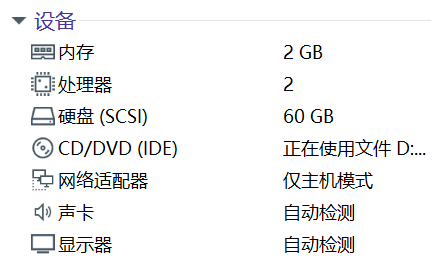 设备
内存 2 GB
处理器 2
硬盘 (SCSI) 60 GB
CD/DVD (IDE) 正在使用文件 D:...
网络适配器 仅主机模式
声卡 自动检测
显示器 自动检测